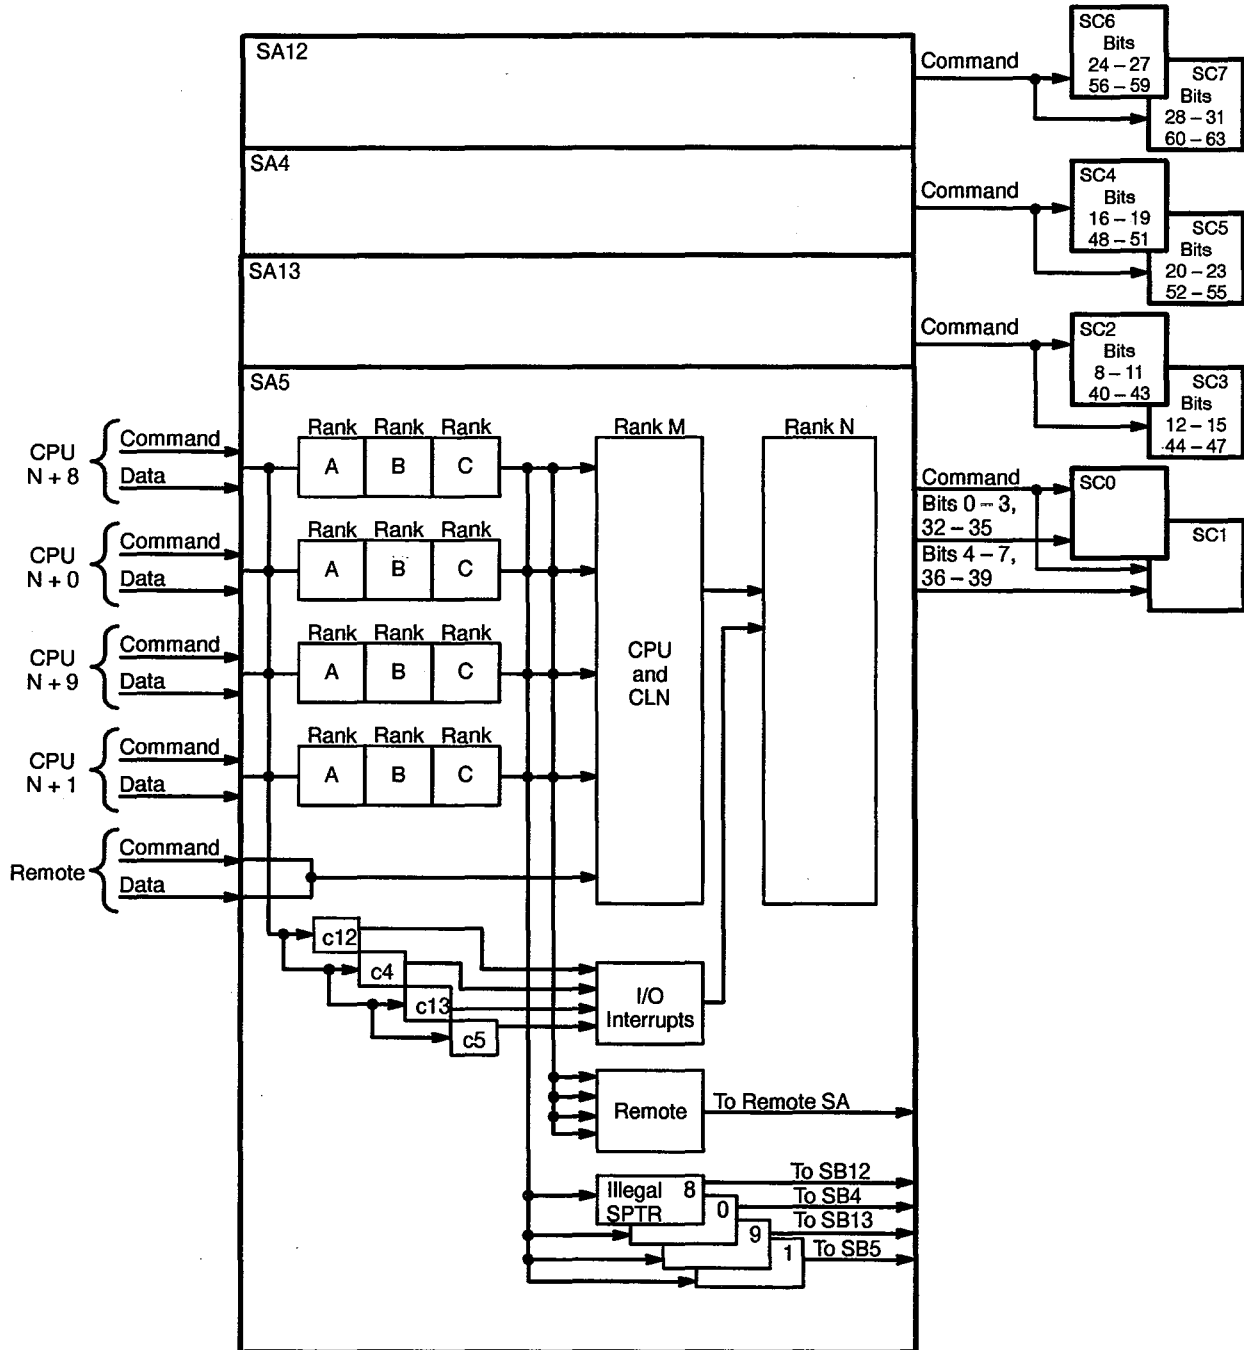 SA12
Command
SC6
Bits
24 – 27
56 – 59
SC7
Bits
28 – 31
60 – 63
SA4
Command
SC4
Bits
16 – 19
48 – 51
SC5
Bits
20 – 23
52 – 55
SA13
Command
SC2
Bits
8 – 11
40 – 43
SC3
Bits
12 – 15
44 – 47
SA5
Command
Bits 0 – 3,
32 – 35
Bits 4 – 7,
36 – 39
SC0
SC1
CPU
N + 8
Command
Data
Rank Rank Rank
A B C
CPU
N + 0
Command
Data
Rank Rank Rank
A B C
CPU
N + 9
Command
Data
Rank Rank Rank
A B C
CPU
N + 1
Command
Data
Rank Rank Rank
A B C
Remote
Command
Data
Rank M
CPU
and
CLN
Rank N
c12
c4
c13
c5
I/O
Interrupts
Remote
To Remote SA
Illegal 8
SPTR
0
9
1
To SB12
To SB4
To SB13
To SB5